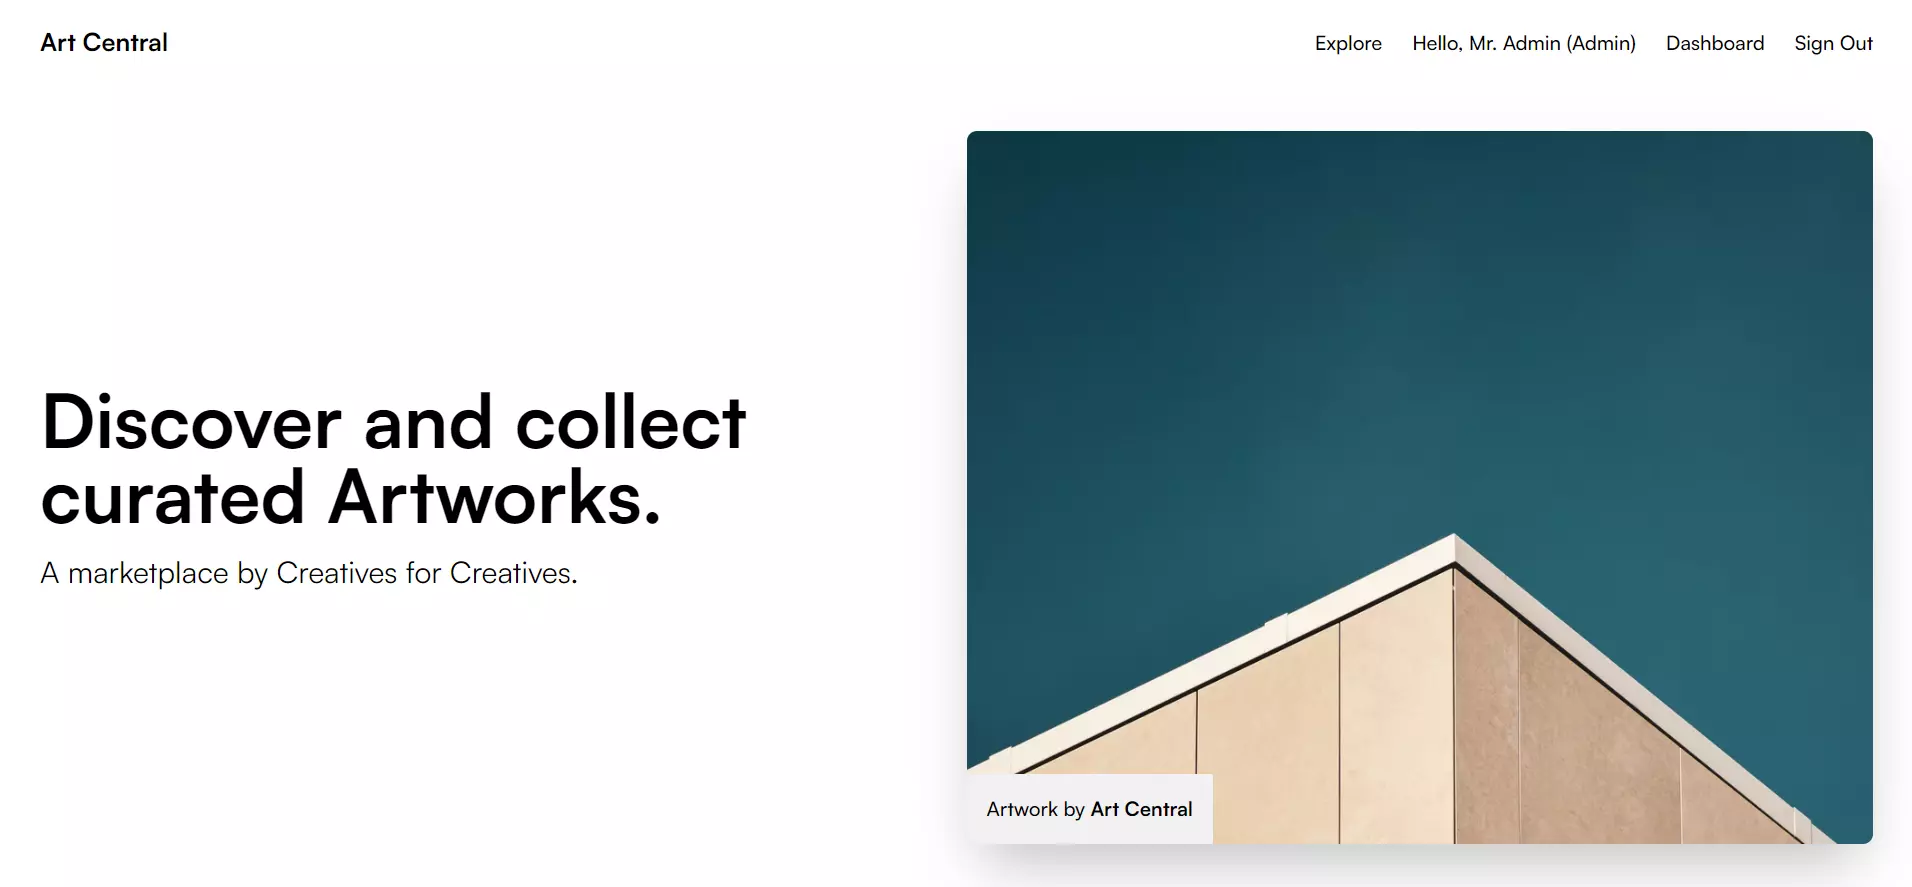 Art Central
Explore
Hello, Mr. Admin (Admin)
Dashboard
Sign Out
Discover and collect
curated Artworks.
A marketplace by Creatives for Creatives.
Artwork by Art Central